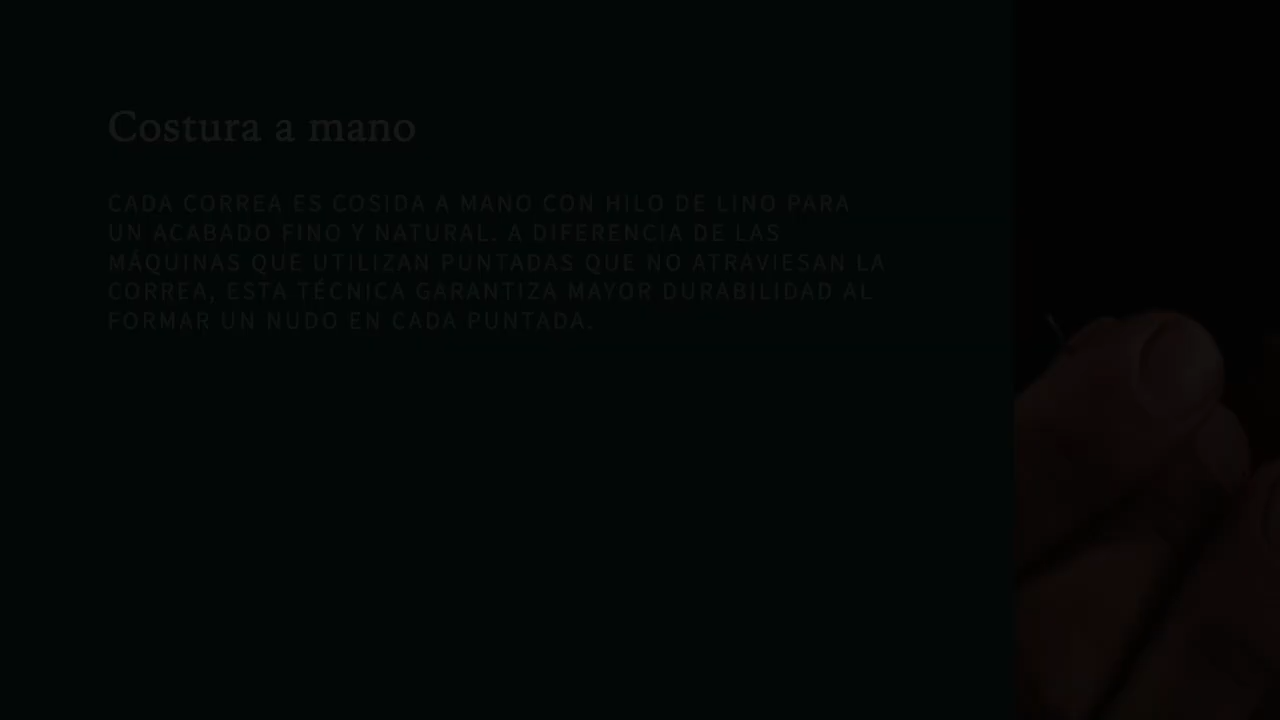 Costura a mano
CADA CORREA ES COSIDA A MANO CON HILO DE LINO PARA
UN ACABADO FINO Y NATURAL. A DIFERENCIA DE LAS
MÁQUINAS QUE UTILIZAN PUNTADAS QUE NO ATRAVIESAN LA
CORREA, ESTA TÉCNICA GARANTIZA MAYOR DURABILIDAD AL
FORMAR UN NUDO EN CADA PUNTADA.